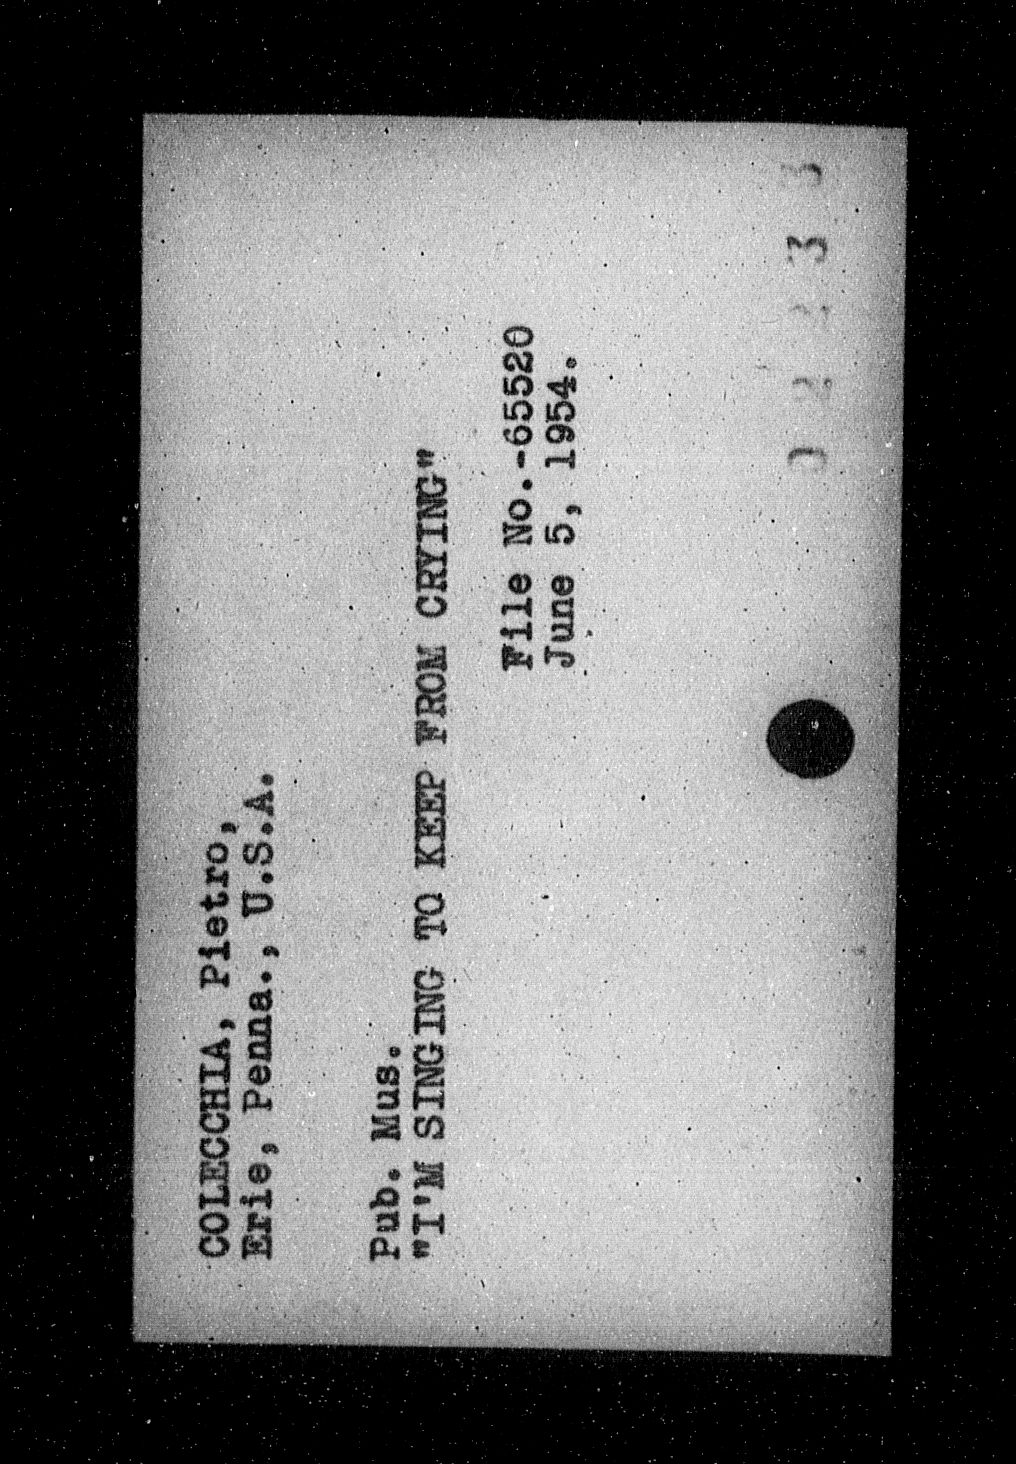 COLECCHIA, Pietro,
Erie, Penna., U.S.A.
Pub. Mus.
"I'M SINGING TO KEEP FROM CRYING"
File No.-65520
June 5, 1954.